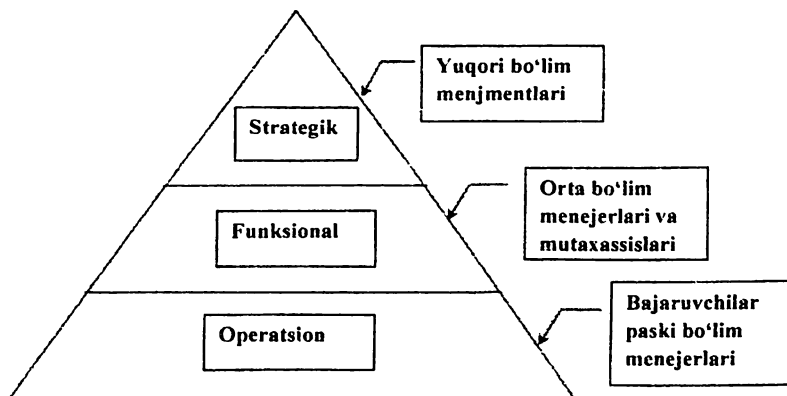 Yuqori bo‘lim
menjmentlari
Strategik
Orta bo‘lim
menejerlari va
mutaxassislari
Funksional
Bajaruvchilar
paski bo‘lim
menejerlari
Operatsion